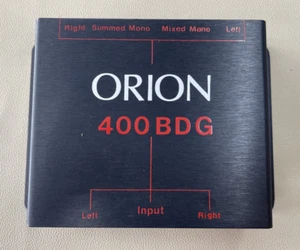 Right Summed Mono Mixed Mono Left
ORION
400BDG
Left Input Right